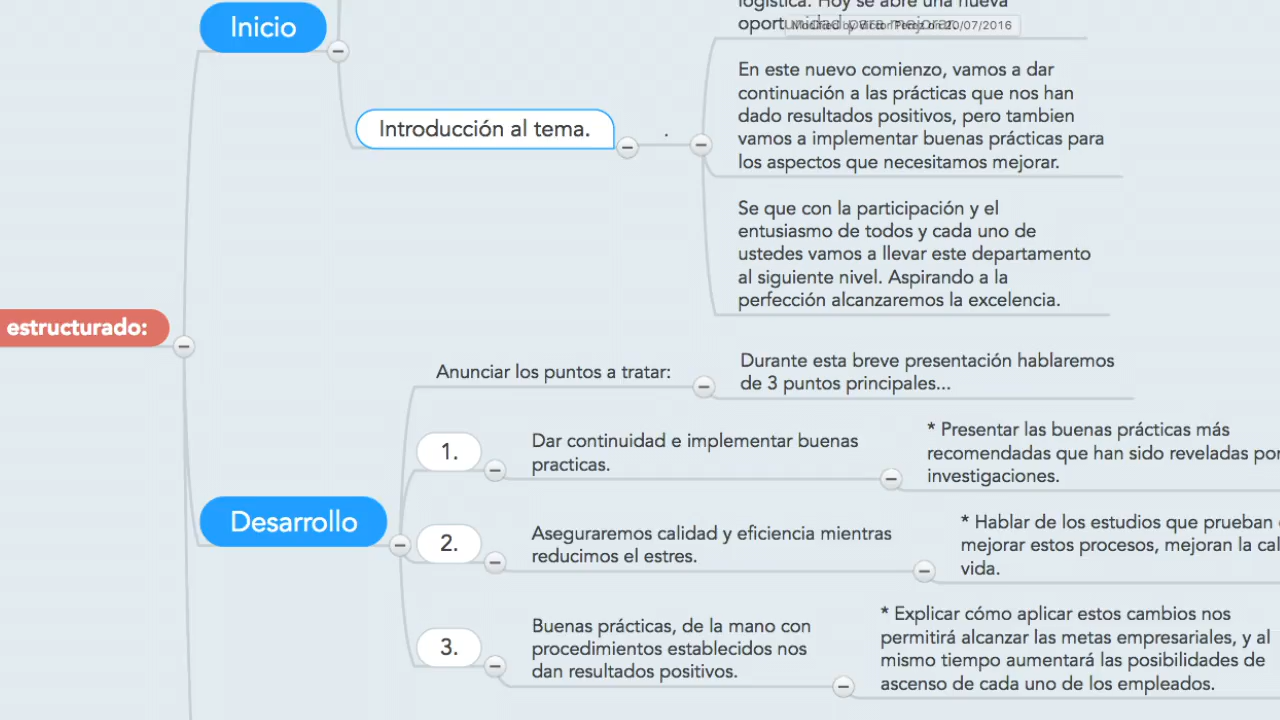 Inicio
logística. Hoy se abre una nueva
oportunidad para mejorar.
20/07/2016
Introducción al tema.
.
En este nuevo comienzo, vamos a dar
continuación a las prácticas que nos han
dado resultados positivos, pero tambien
vamos a implementar buenas prácticas para
los aspectos que necesitamos mejorar.
Se que con la participación y el
entusiasmo de todos y cada uno de
ustedes vamos a llevar este departamento
al siguiente nivel. Aspirando a la
perfección alcanzaremos la excelencia.
estructurado:
Anunciar los puntos a tratar:
Durante esta breve presentación hablaremos
de 3 puntos principales...
1.
Dar continuidad e implementar buenas
practicas.
* Presentar las buenas prácticas más
recomendadas que han sido reveladas por
investigaciones.
Desarrollo
2.
Aseguraremos calidad y eficiencia mientras
reducimos el estres.
* Hablar de los estudios que prueban
mejorar estos procesos, mejoran la cal
vida.
3.
Buenas prácticas, de la mano con
procedimientos establecidos nos
dan resultados positivos.
* Explicar cómo aplicar estos cambios nos
permitirá alcanzar las metas empresariales, y al
mismo tiempo aumentará las posibilidades de
ascenso de cada uno de los empleados.